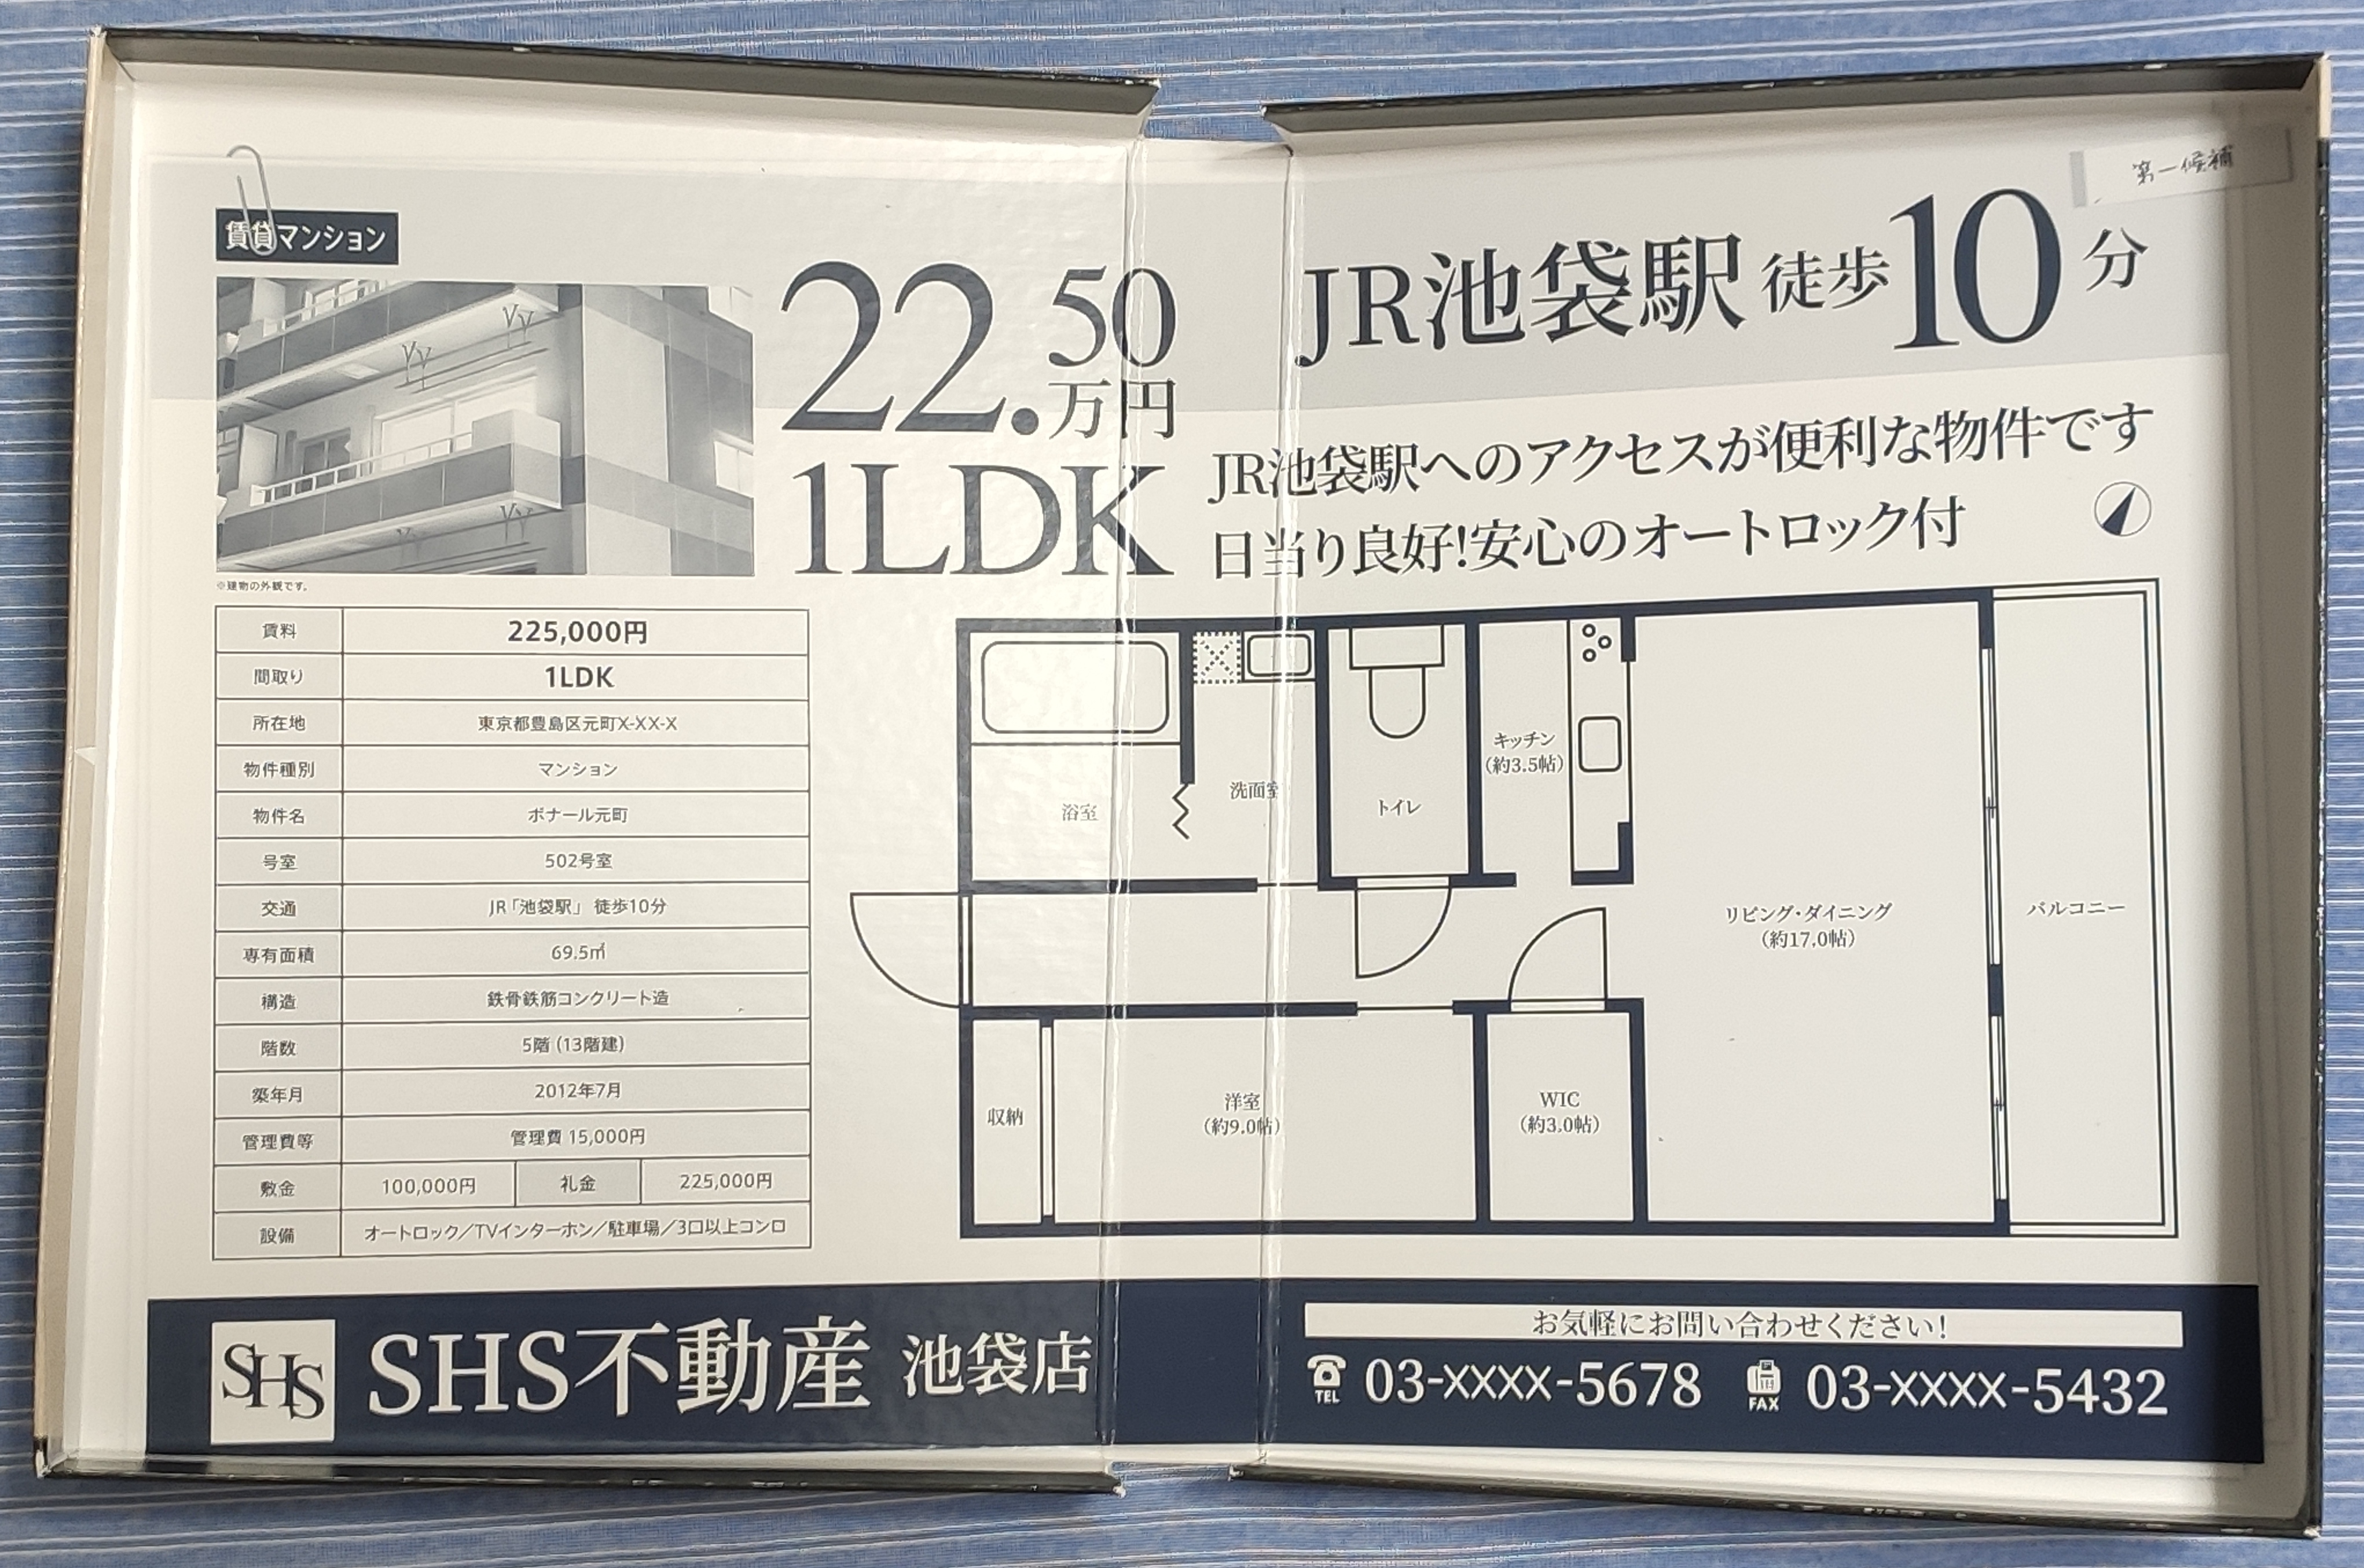 第一候補
賃貸マンション
※建物の外観です。
22.50万円
1LDK
JR池袋駅 徒歩10分
JR池袋駅へのアクセスが便利な物件です
日当り良好!安心のオートロック付
賃料 225,000円
間取り 1LDK
所在地 東京都豊島区元町X-XX-X
物件種別 マンション
物件名 ボナール元町
号室 502号室
交通 JR「池袋駅」 徒歩10分
専有面積 69.5㎡
構造 鉄骨鉄筋コンクリート造
階数 5階 (13階建)
築年月 2012年7月
管理費等 管理費 15,000円
敷金 100,000円 礼金 225,000円
設備 オートロック/TVインターホン/駐車場/3口以上コンロ
浴室
洗面室
トイレ
キッチン
(約3.5帖)
リビング・ダイニング
(約17.0帖)
バルコニー
収納
洋室
(約9.0帖)
WIC
(約3.0帖)
SHS
SHS不動産 池袋店
お気軽にお問い合わせください!
TEL 03-XXXX-5678
FAX 03-XXXX-5432